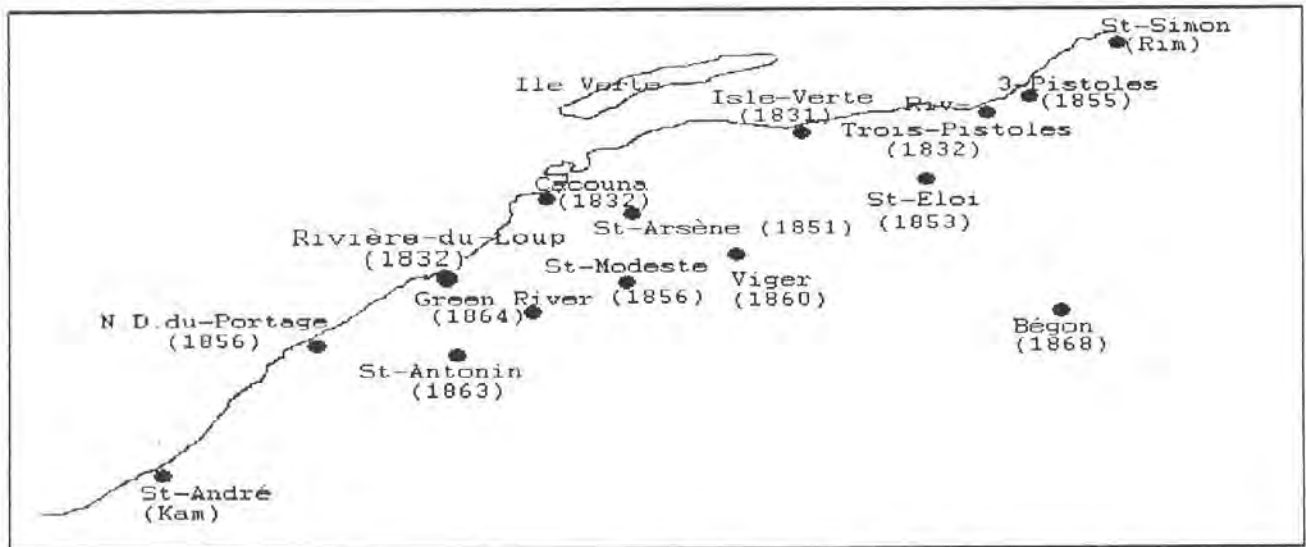 St-Simon
(Rim)
3-Pistoles
(1855)
Ile Verte
Isle-Verte
(1831)
Riv-
Trois-Pistoles
(1832)
St-Eloi
(1853)
Cacouna
(1832)
St-Arsène (1851)
Rivière-du-Loup
(1832)
St-Modeste
(1856)
Viger
(1860)
Green River
(1864)
Bégon
(1868)
N.D.du-Portage
(1856)
St-Antonin
(1863)
St-André
(Kam)